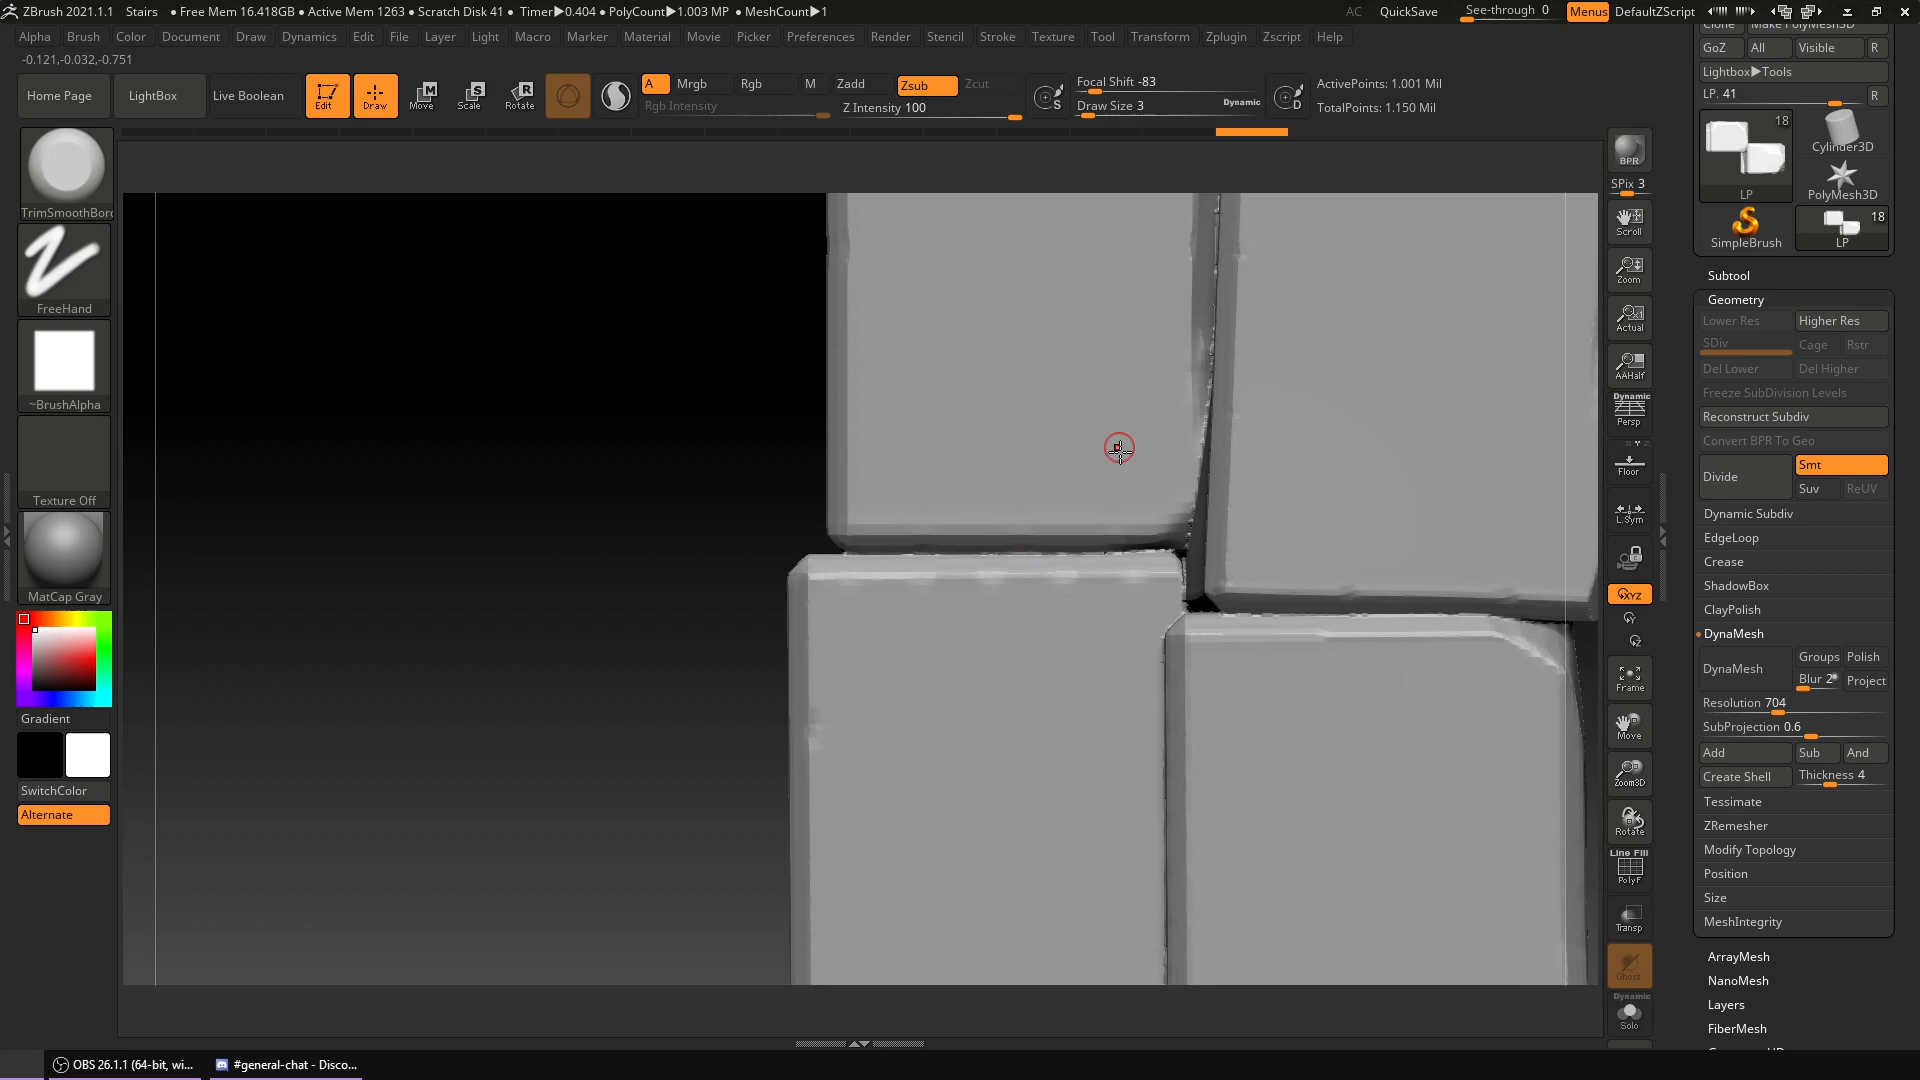 ZBrush 2021.1.1 Stairs • Free Mem 16.418GB • Active Mem 1263 • Scratch Disk 41 • Timer▶0.404 • PolyCount▶1.003 MP • MeshCount▶1 AC QuickSave See-through 0 Menus DefaultZScript
Alpha Brush Color Document Draw Dynamics Edit File Layer Light Macro Marker Material Movie Picker Preferences Render Stencil Stroke Texture Tool Transform Zplugin Zscript Help
-0.121,-0.032,-0.751
Home Page LightBox Live Boolean Edit Draw Move Scale Rotate
A Mrgb Rgb M Zadd Zsub Zcut
Rgb Intensity Z Intensity 100
S Focal Shift -83
Draw Size 3 Dynamic D
ActivePoints: 1.001 Mil
TotalPoints: 1.150 Mil
TrimSmoothBord
FreeHand
~BrushAlpha
Texture Off
MatCap Gray
Gradient
SwitchColor
Alternate
BPR
SPix 3
Scroll
Zoom
Actual
AAHalf
Dynamic
Persp
Floor
L.Sym
XYZ
Y
Z
Frame
Move
Zoom3D
Rotate
Line Fill
PolyF
Transp
Ghost
Dynamic
Solo
GoZ All Visible R
Lightbox▶Tools
LP. 41 R
18
LP
Cylinder3D
PolyMesh3D
SimpleBrush
18
LP
Subtool
Geometry
Lower Res Higher Res
SDiv Cage Rstr
Del Lower Del Higher
Freeze SubDivision Levels
Reconstruct Subdiv
Convert BPR To Geo
Divide Smt
Suv ReUV
Dynamic Subdiv
EdgeLoop
Crease
ShadowBox
ClayPolish
DynaMesh
DynaMesh Groups Polish
Blur 2 Project
Resolution 704
SubProjection 0.6
Add Sub And
Create Shell Thickness 4
Tessimate
ZRemesher
Modify Topology
Position
Size
MeshIntegrity
ArrayMesh
NanoMesh
Layers
FiberMesh
OBS 26.1.1 (64-bit, wi... #general-chat - Disco...